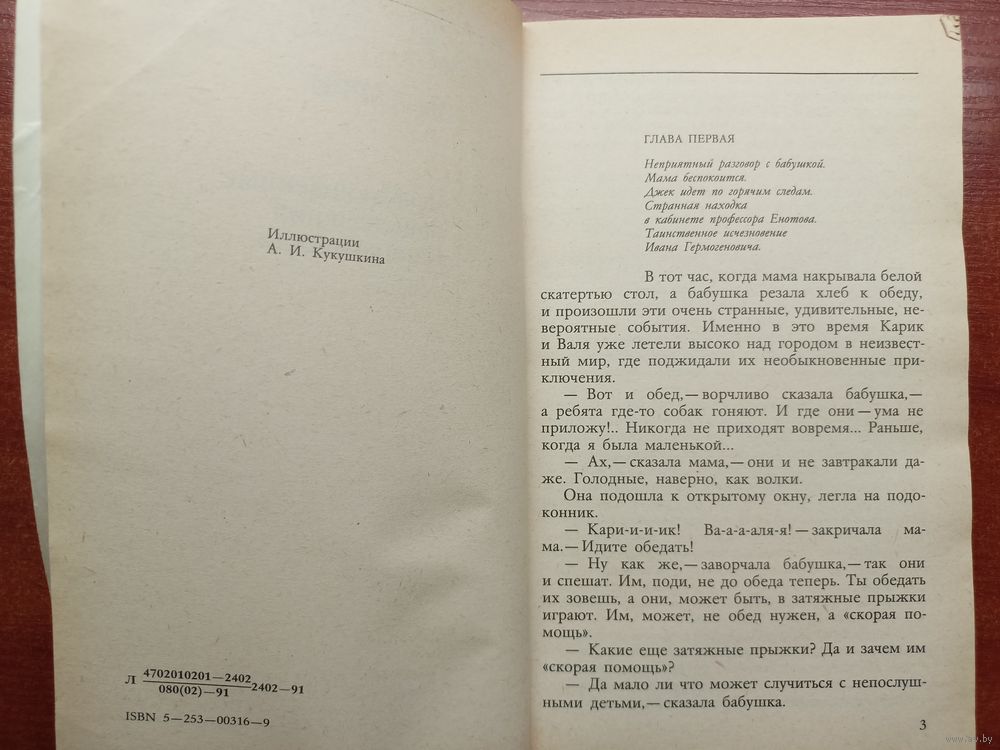 Иллюстрации
А. И. Кукушкина
Л 4702010201—2402
080(02)—91
2402—91
ISBN 5—253—00316—9
ГЛАВА ПЕРВАЯ
Неприятный разговор с бабушкой.
Мама беспокоится.
Джек идет по горячим следам.
Странная находка
в кабинете профессора Енотова.
Таинственное исчезновение
Ивана Гермогеновича.
В тот час, когда мама накрывала белой
скатертью стол, а бабушка резала хлеб к обеду,
и произошли эти очень странные, удивительные, не-
вероятные события. Именно в это время Карик
и Валя уже летели высоко над городом в неизвест-
ный мир, где поджидали их необыкновенные при-
ключения.
— Вот и обед,— ворчливо сказала бабушка,—
а ребята где-то собак гоняют. И где они — ума не
приложу!.. Никогда не приходят вовремя... Раньше,
когда я была маленькой...
— Ах,— сказала мама,— они и не завтракали да-
же. Голодные, наверно, как волки.
Она подошла к открытому окну, легла на подо-
конник.
— Кари-и-и-ик! Ва-а-а-аля-я! — закричала ма-
ма.— Идите обедать!
— Ну как же,— заворчала бабушка,— так они
и спешат. Им, поди, не до обеда теперь. Ты обедать
их зовешь, а они, может быть, в затяжные прыжки
играют. Им, может, не обед нужен, а «скорая по-
мощь».
— Какие еще затяжные прыжки? Да и зачем им
«скорая помощь»?
— Да мало ли что может случиться с непослуш-
ными детьми,— сказала бабушка.
3
www.av.by